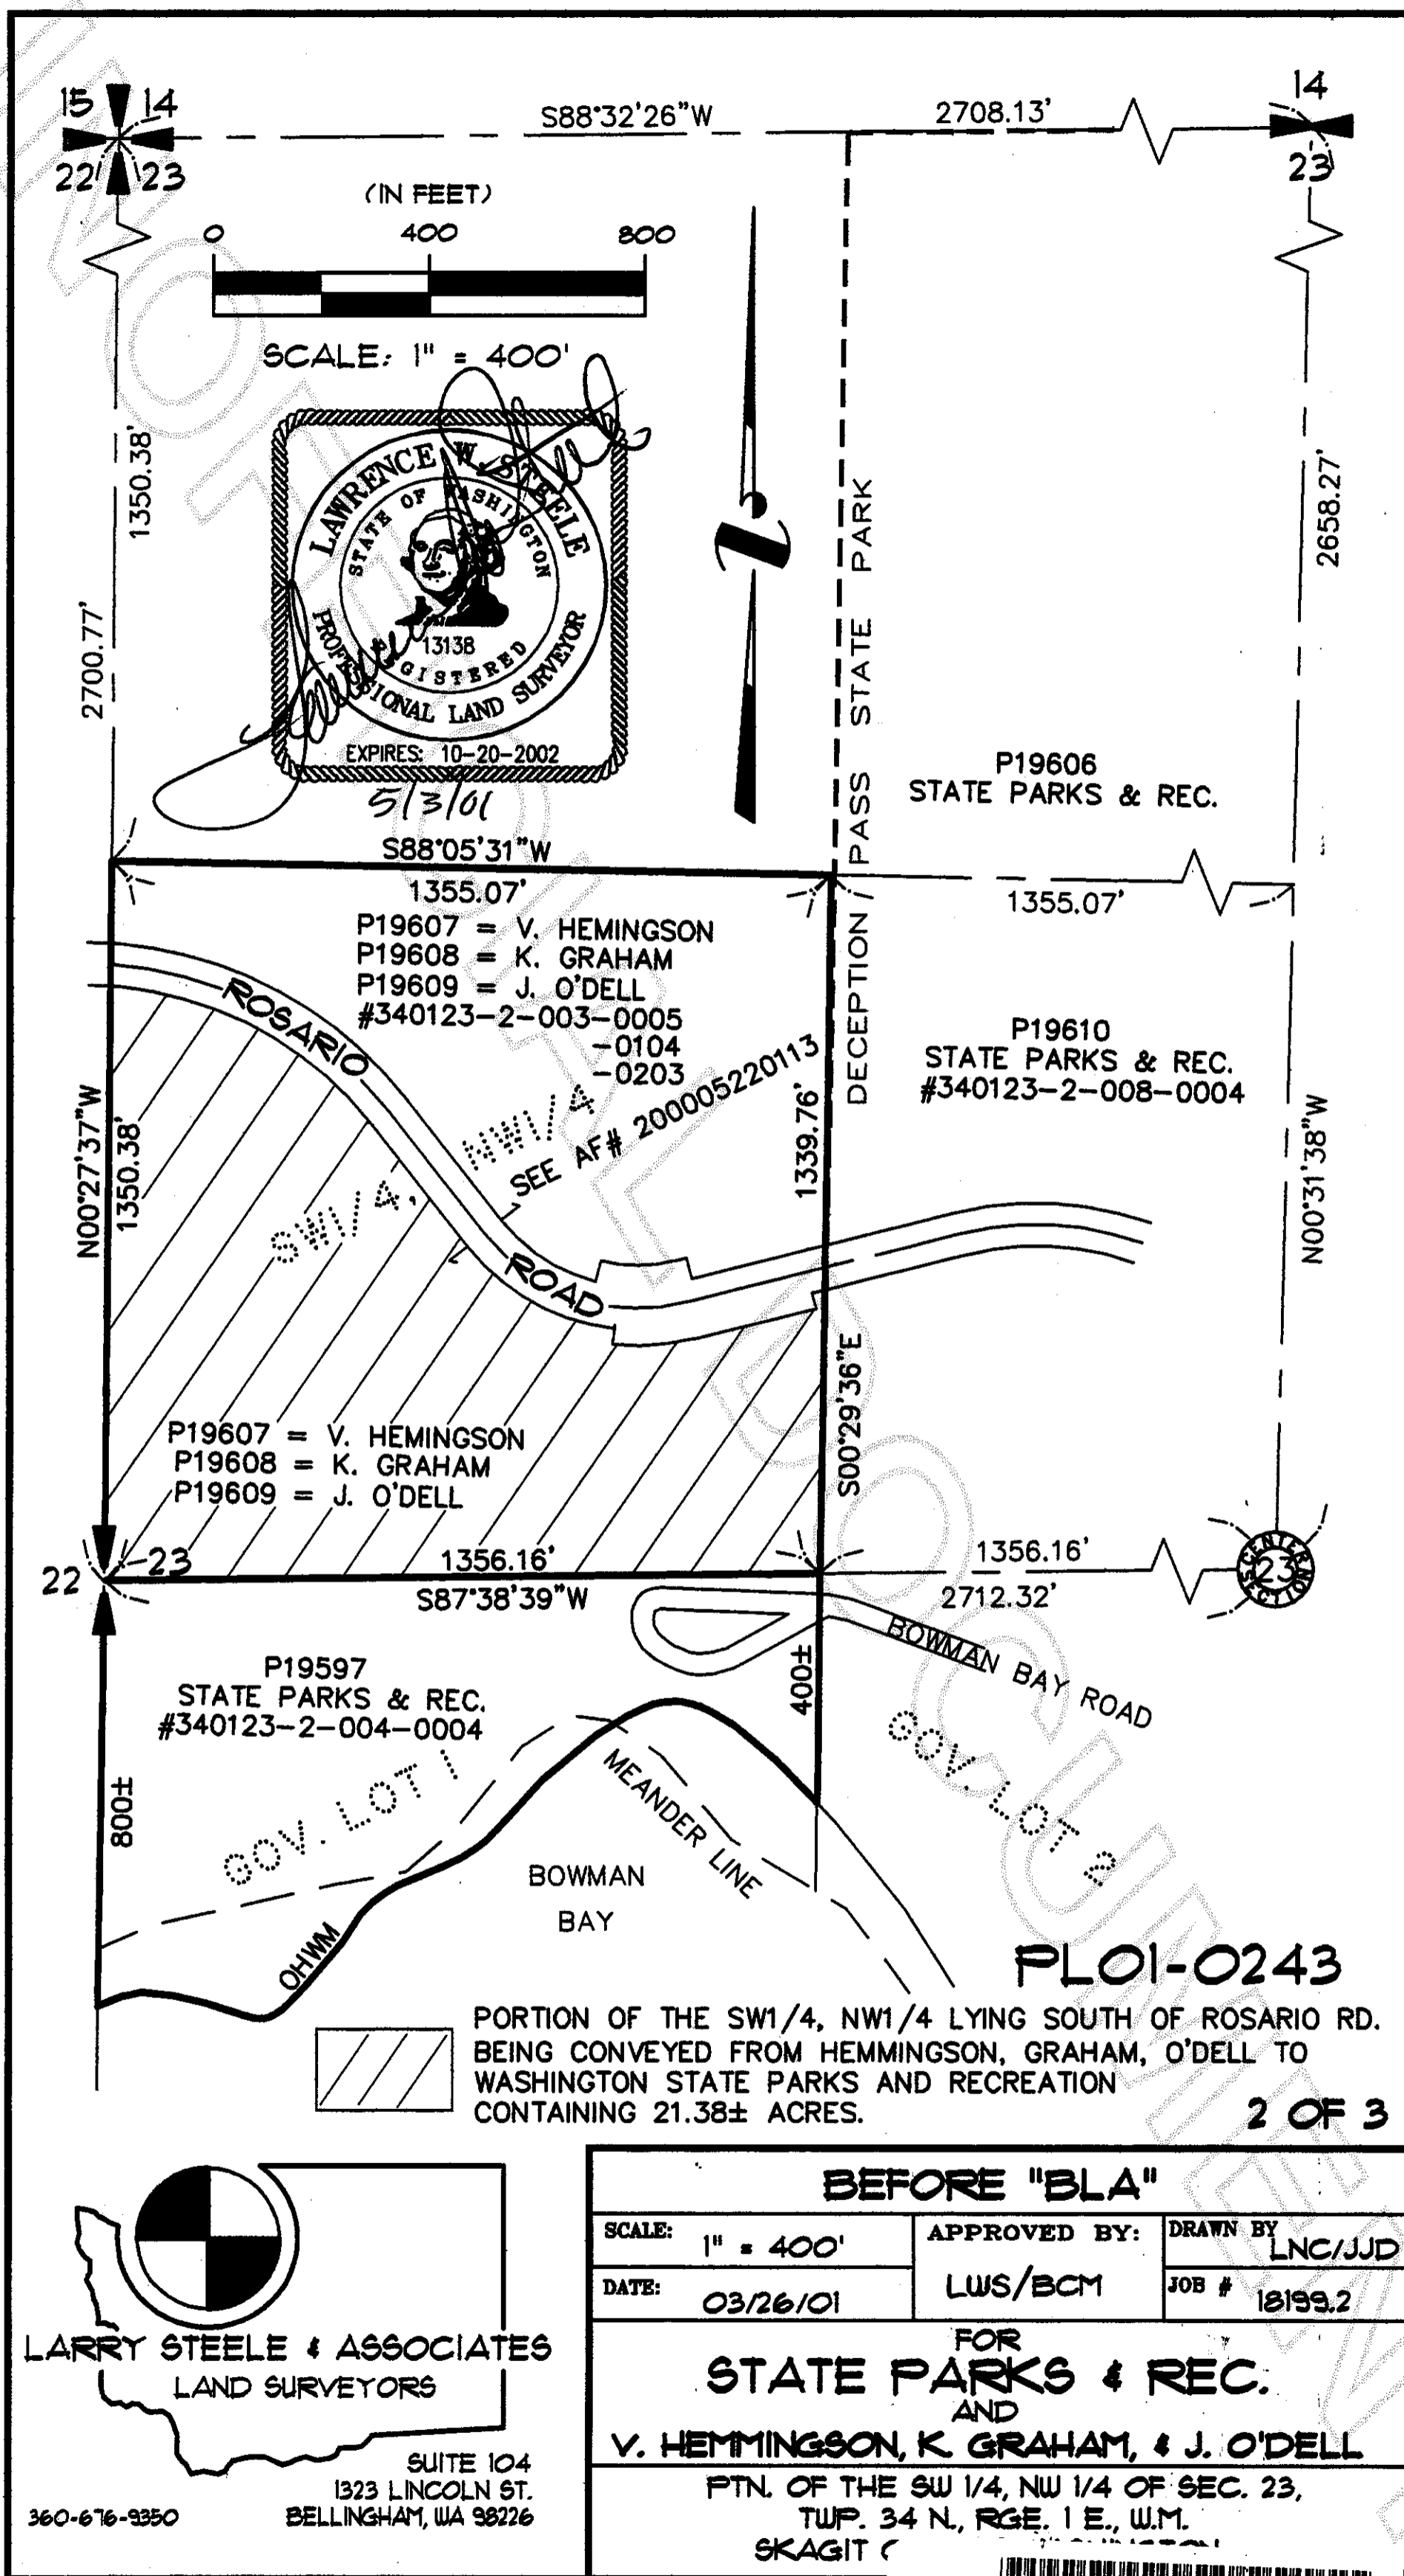 15 14
S88°32'26"W 2708.13'
14
22 23
23
(IN FEET)
0 400 800
SCALE: 1" = 400'
1350.38'
2700.77'
LAWRENCE W. STEELE
STATE OF WASHINGTON
13138
REGISTERED
PROFESSIONAL LAND SURVEYOR
EXPIRES: 10-20-2002
5/3/01
DECEPTION PASS STATE PARK
2658.27'
P19606
STATE PARKS & REC.
S88°05'31"W
1355.07'
1355.07'
P19607 = V. HEMINGSON
P19608 = K. GRAHAM
P19609 = J. O'DELL
#340123-2-003-0005
-0104
-0203
ROSARIO
ROAD
SW1/4, NW1/4
SEE AF# 200005220113
N00°27'37"W
1350.38'
1339.76'
S00°29'36"E
P19610
STATE PARKS & REC.
#340123-2-008-0004
N00°31'38"W
P19607 = V. HEMINGSON
P19608 = K. GRAHAM
P19609 = J. O'DELL
22 23
1356.16'
S87°38'39"W
1356.16'
2712.32'
CENTER OF SECTION
23
BOWMAN BAY ROAD
P19597
STATE PARKS & REC.
#340123-2-004-0004
400±
800±
GOV. LOT 1
GOV. LOT 2
MEANDER LINE
BOWMAN
BAY
OHWM
PL01-0243
PORTION OF THE SW1/4, NW1/4 LYING SOUTH OF ROSARIO RD.
BEING CONVEYED FROM HEMMINGSON, GRAHAM, O'DELL TO
WASHINGTON STATE PARKS AND RECREATION
CONTAINING 21.38± ACRES.
2 OF 3
LARRY STEELE & ASSOCIATES
LAND SURVEYORS
SUITE 104
1323 LINCOLN ST.
360-676-9350 BELLINGHAM, WA 98226
BEFORE "BLA"
SCALE: 1" = 400'
APPROVED BY: LWS/BCM
DRAWN BY LNC/JJD
DATE: 03/26/01
JOB # 18199.2
FOR
STATE PARKS & REC.
AND
V. HEMMINGSON, K. GRAHAM, & J. O'DELL
PTN. OF THE SW 1/4, NW 1/4 OF SEC. 23,
TWP. 34 N., RGE. 1 E., W.M.
SKAGIT
UNOFFICIAL DOCUMENT